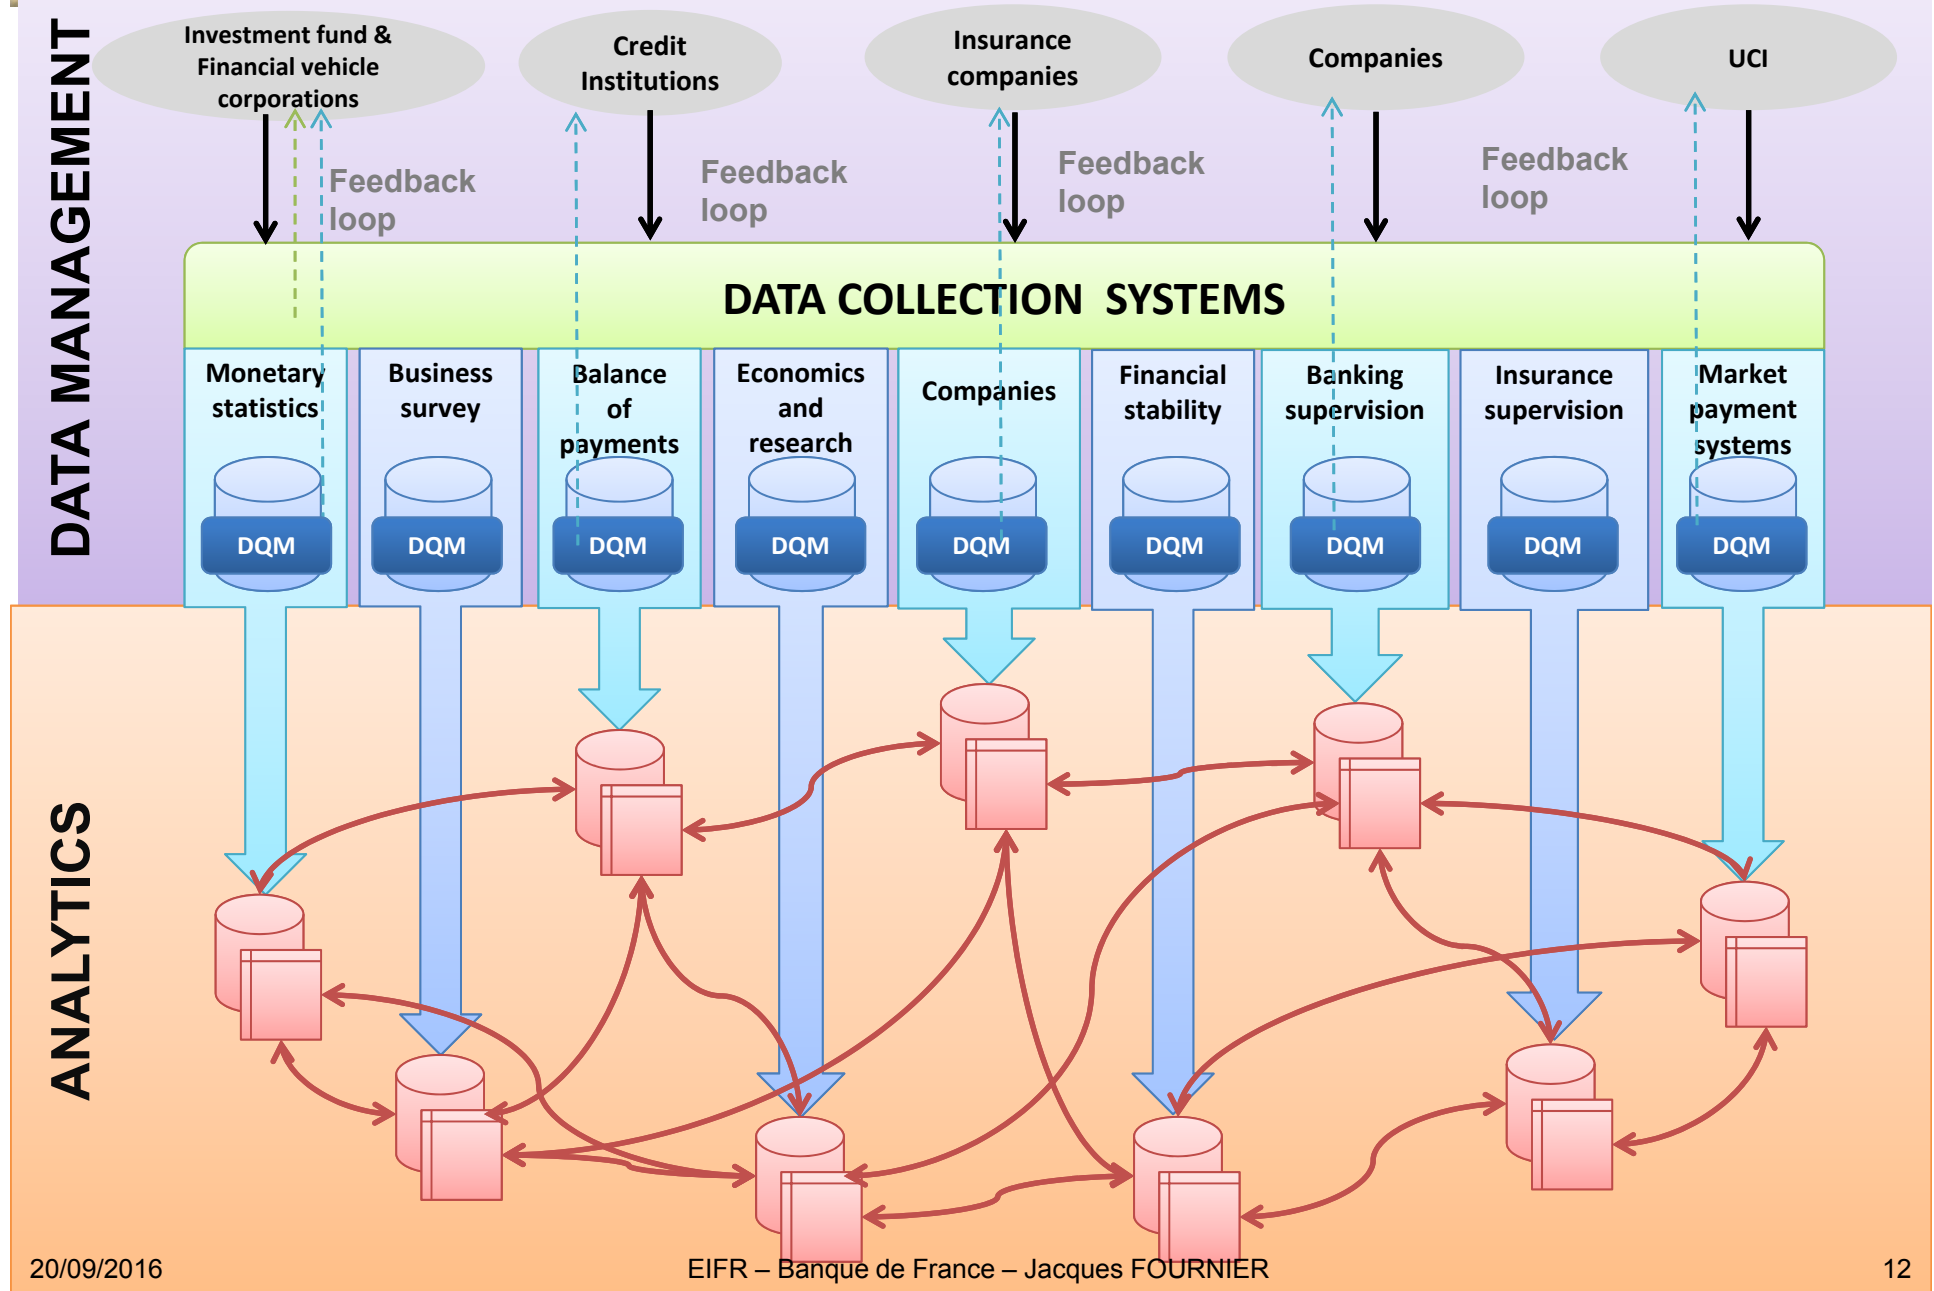 DATA MANAGEMENT
Investment fund &
Financial vehicle
corporations
Credit
Institutions
Insurance
companies
Companies
UCI
Feedback
loop
Feedback
loop
Feedback
loop
Feedback
loop
DATA COLLECTION SYSTEMS
Monetary
statistics
Business
survey
Balance
of
payments
Economics
and
research
Companies
Financial
stability
Banking
supervision
Insurance
supervision
Market
payment
systems
DQM
DQM
DQM
DQM
DQM
DQM
DQM
DQM
DQM
ANALYTICS
20/09/2016
EIFR – Banque de France – Jacques FOURNIER
12